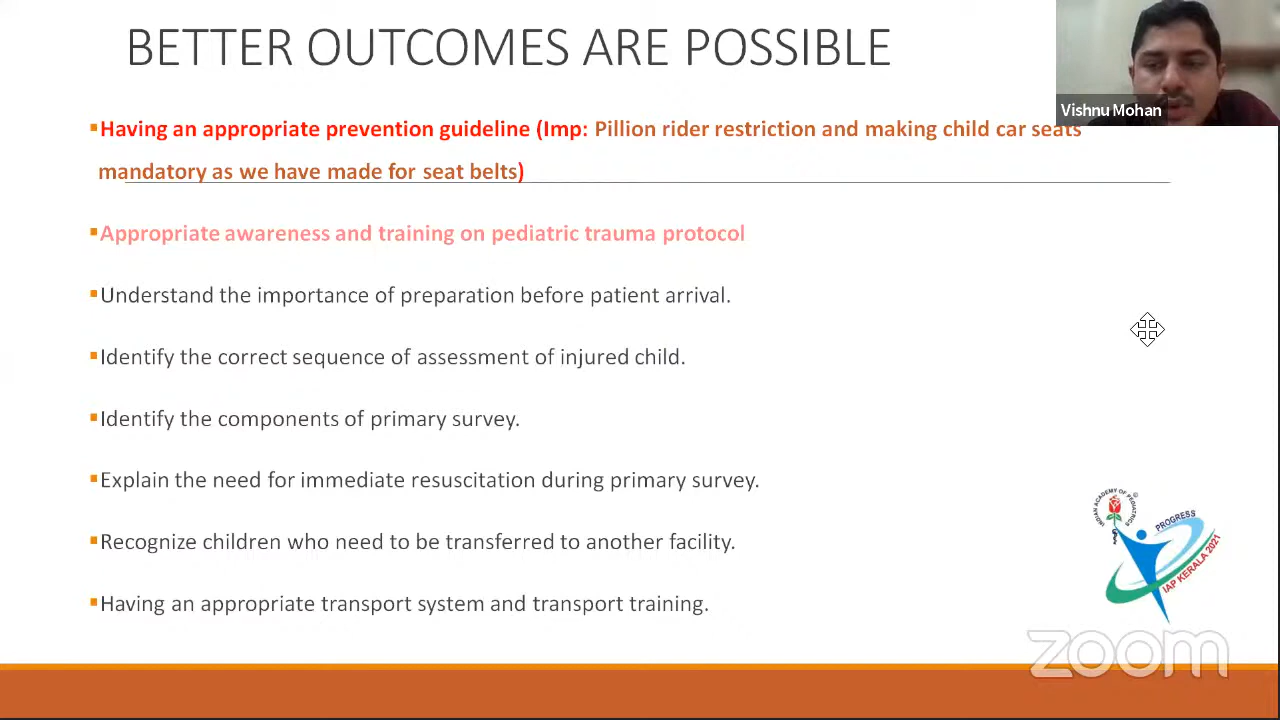 BETTER OUTCOMES ARE POSSIBLE
Vishnu Mohan
▪Having an appropriate prevention guideline (Imp: Pillion rider restriction and making child car seats
mandatory as we have made for seat belts)
▪Appropriate awareness and training on pediatric trauma protocol
▪Understand the importance of preparation before patient arrival.
▪Identify the correct sequence of assessment of injured child.
▪Identify the components of primary survey.
▪Explain the need for immediate resuscitation during primary survey.
▪Recognize children who need to be transferred to another facility.
▪Having an appropriate transport system and transport training.
INDIAN ACADEMY OF PEDIATRICS
PROGRESS
IAP KERALA 2021
zoom